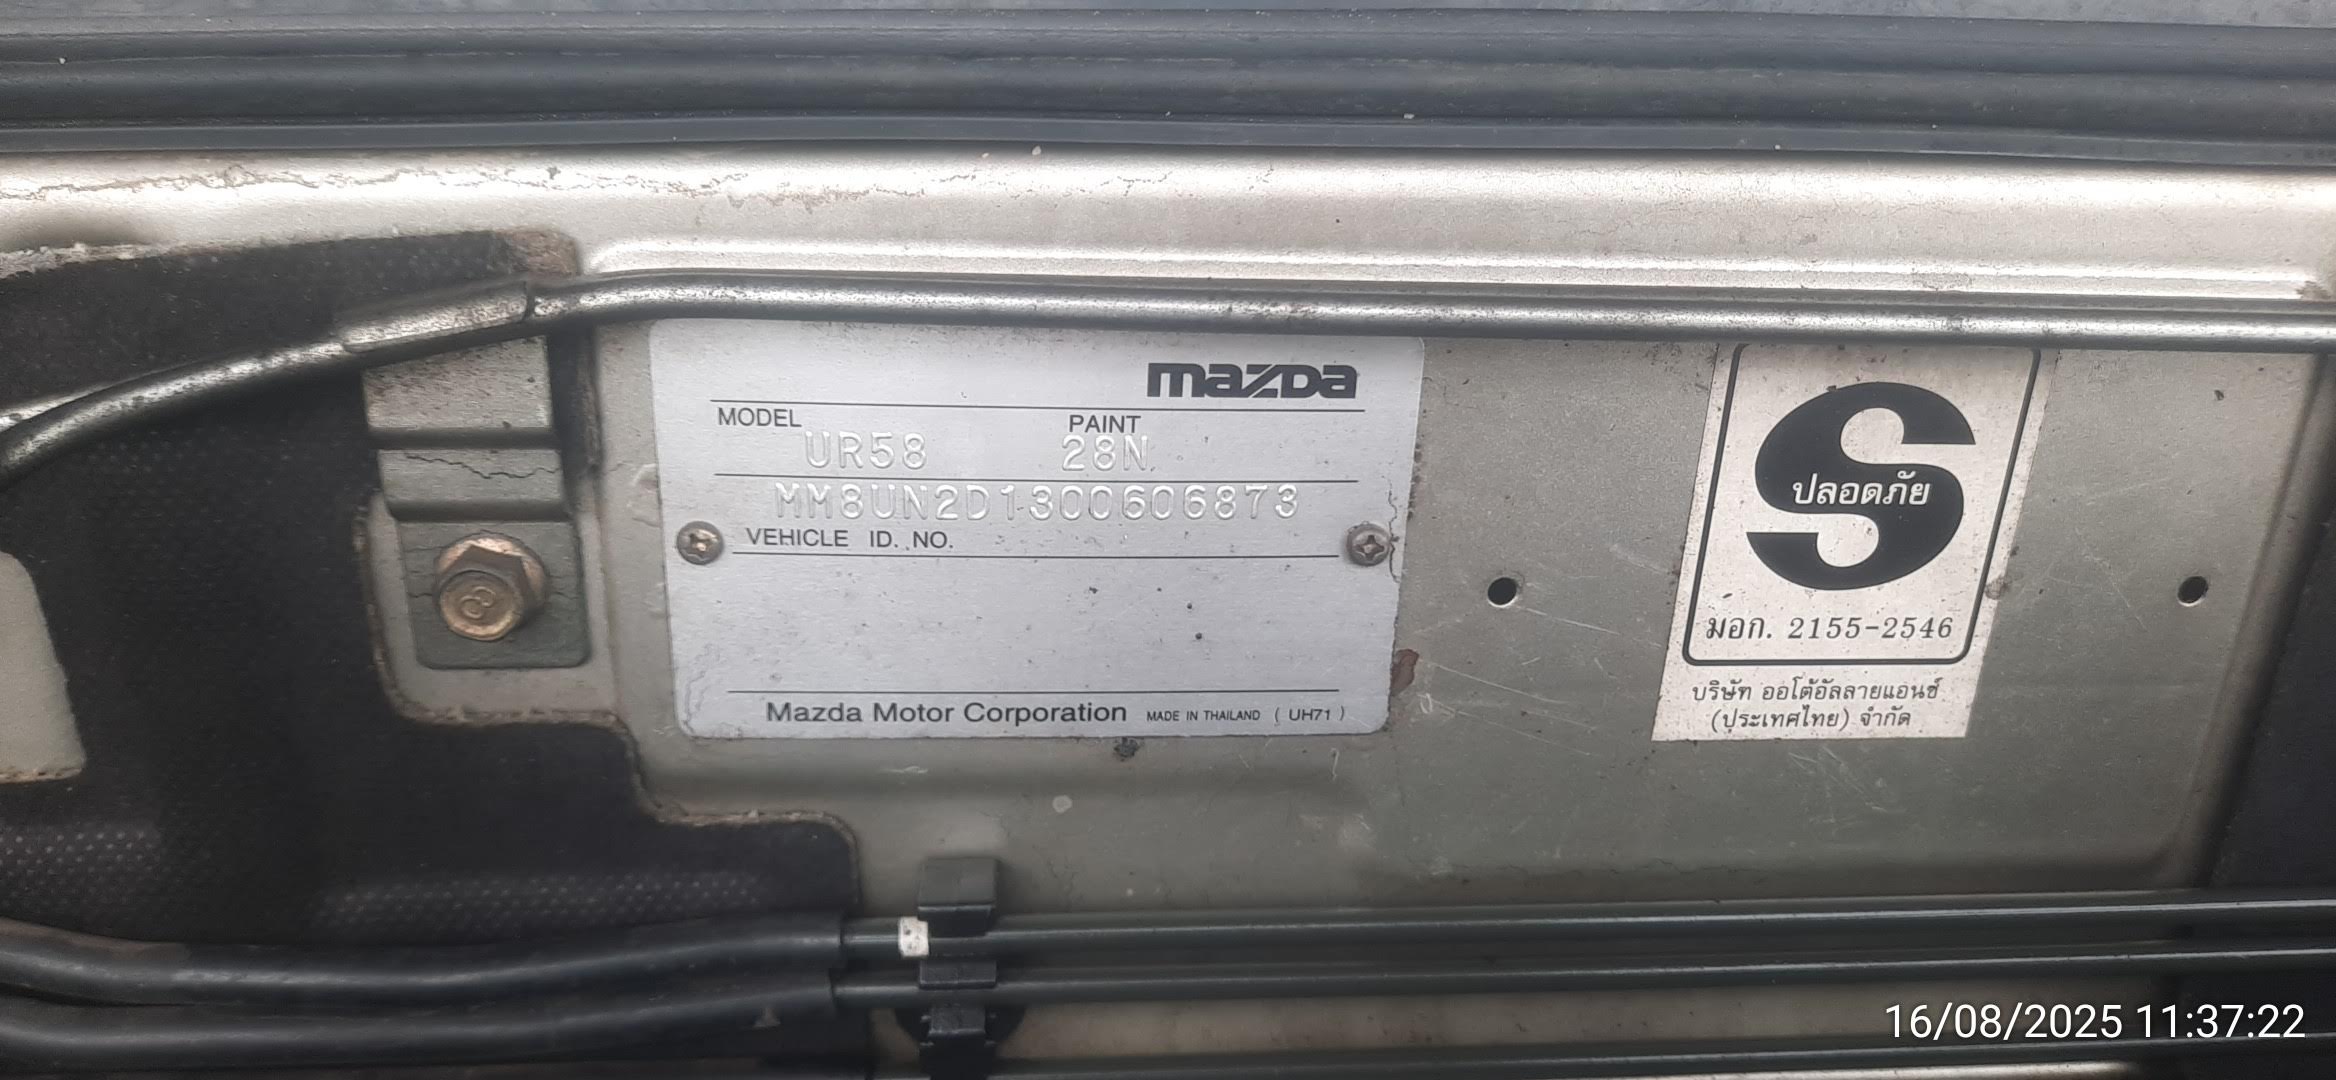 mazda
MODEL PAINT
UR58 28N
MM8UN2D1300606873
VEHICLE ID. NO.
Mazda Motor Corporation MADE IN THAILAND ( UH71 )
S
ปลอดภัย
มอก. 2155-2546
บริษัท ออโต้อัลลายแอนซ์
(ประเทศไทย) จำกัด
8
16/08/2025 11:37:22